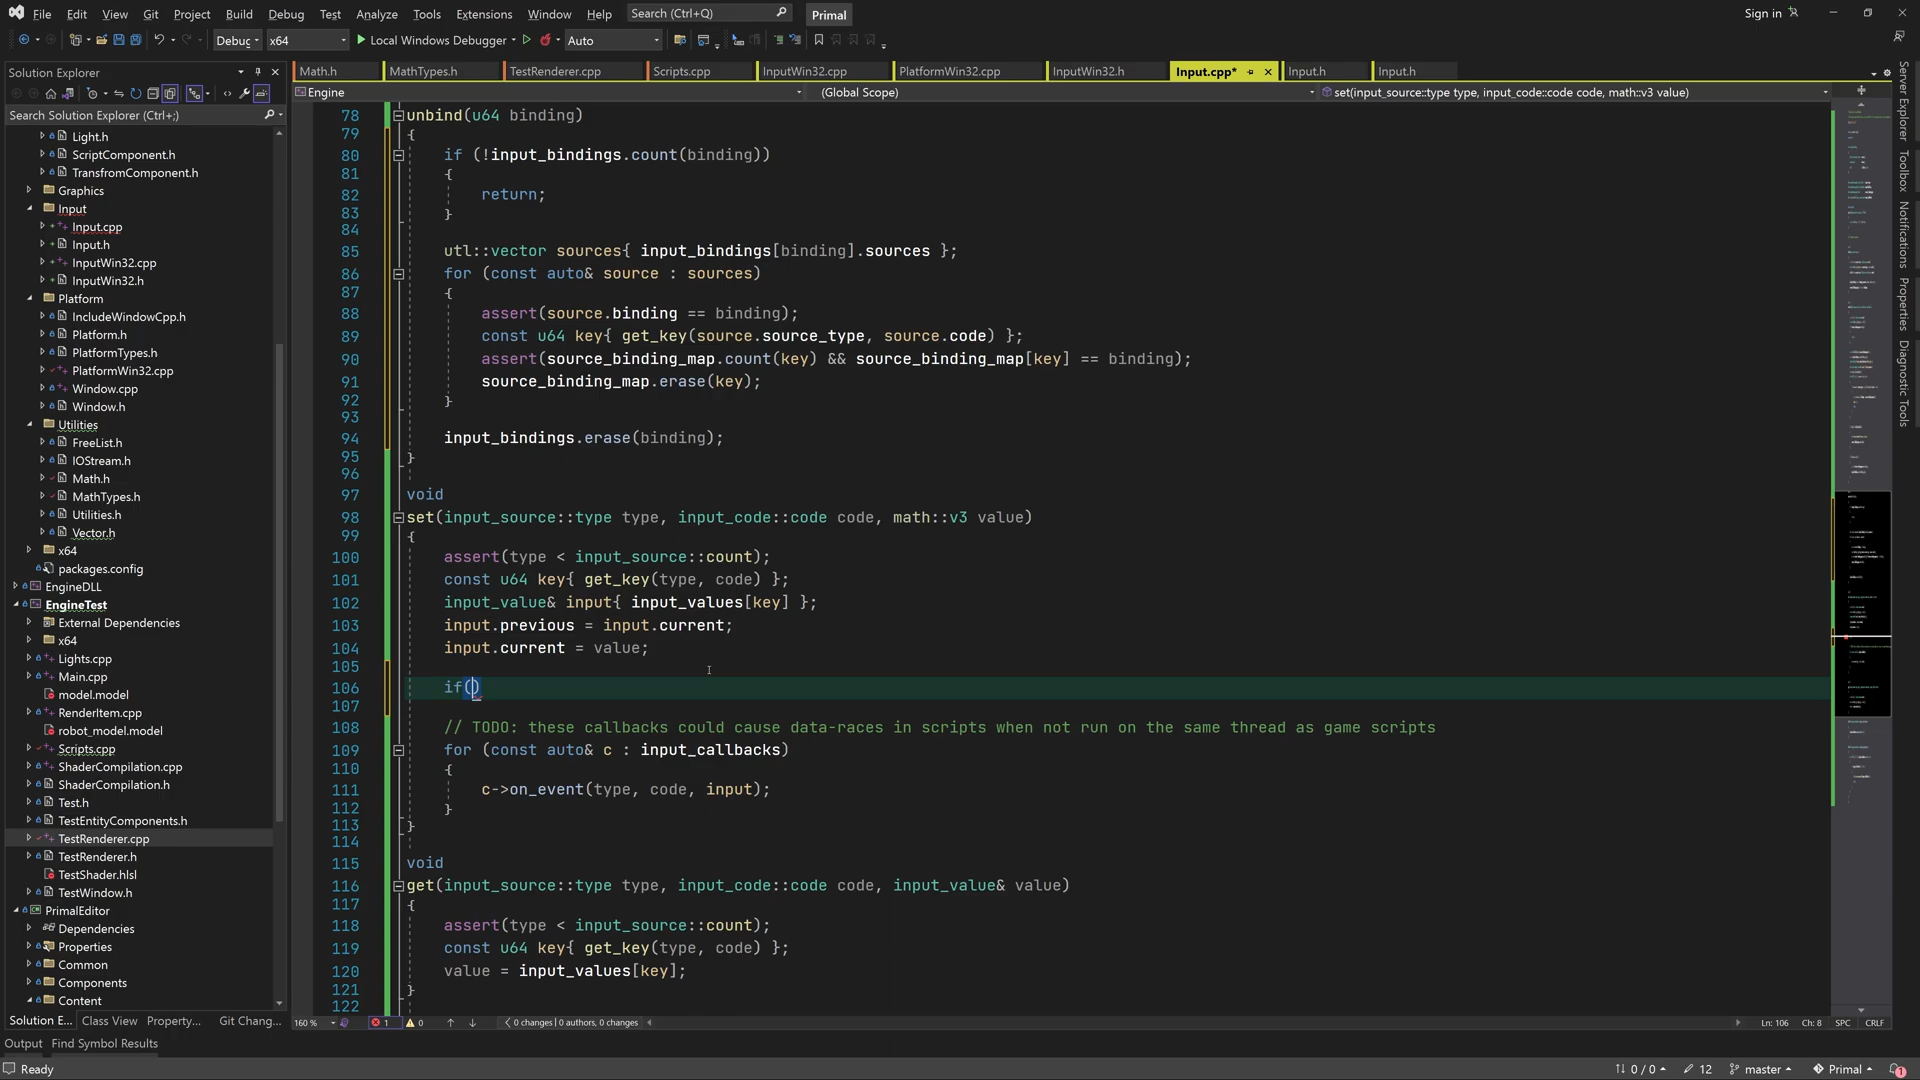 File Edit View Git Project Build Debug Test Analyze Tools Extensions Window Help Search (Ctrl+Q) Primal Sign in
Debug x64 Local Windows Debugger Auto
Solution Explorer
Search Solution Explorer (Ctrl+;)
Light.h
ScriptComponent.h
TransfromComponent.h
Graphics
Input
Input.cpp
Input.h
InputWin32.cpp
InputWin32.h
Platform
IncludeWindowCpp.h
Platform.h
PlatformTypes.h
PlatformWin32.cpp
Window.cpp
Window.h
Utilities
FreeList.h
IOStream.h
Math.h
MathTypes.h
Utilities.h
Vector.h
x64
packages.config
EngineDLL
EngineTest
External Dependencies
x64
Lights.cpp
Main.cpp
model.model
RenderItem.cpp
robot_model.model
Scripts.cpp
ShaderCompilation.cpp
ShaderCompilation.h
Test.h
TestEntityComponents.h
TestRenderer.cpp
TestRenderer.h
TestShader.hlsl
TestWindow.h
PrimalEditor
Dependencies
Properties
Common
Components
Content
Solution E... Class View Property... Git Chang...
Math.h MathTypes.h TestRenderer.cpp Scripts.cpp InputWin32.cpp PlatformWin32.cpp InputWin32.h Input.cpp* Input.h Input.h
Engine (Global Scope) set(input_source::type type, input_code::code code, math::v3 value)
78 unbind(u64 binding)
79 {
80 if (!input_bindings.count(binding))
81 {
82 return;
83 }
84
85 utl::vector sources{ input_bindings[binding].sources };
86 for (const auto& source : sources)
87 {
88 assert(source.binding == binding);
89 const u64 key{ get_key(source.source_type, source.code) };
90 assert(source_binding_map.count(key) && source_binding_map[key] == binding);
91 source_binding_map.erase(key);
92 }
93
94 input_bindings.erase(binding);
95 }
96
97 void
98 set(input_source::type type, input_code::code code, math::v3 value)
99 {
100 assert(type < input_source::count);
101 const u64 key{ get_key(type, code) };
102 input_value& input{ input_values[key] };
103 input.previous = input.current;
104 input.current = value;
105
106 if()
107
108 // TODO: these callbacks could cause data-races in scripts when not run on the same thread as game scripts
109 for (const auto& c : input_callbacks)
110 {
111 c->on_event(type, code, input);
112 }
113 }
114
115 void
116 get(input_source::type type, input_code::code code, input_value& value)
117 {
118 assert(type < input_source::count);
119 const u64 key{ get_key(type, code) };
120 value = input_values[key];
121 }
122
160 % 1 0 0 changes | 0 authors, 0 changes Ln: 106 Ch: 8 SPC CRLF
Server Explorer
Toolbox
Notifications
Properties
Diagnostic Tools
Output Find Symbol Results
Ready 0 / 0 12 master Primal 1